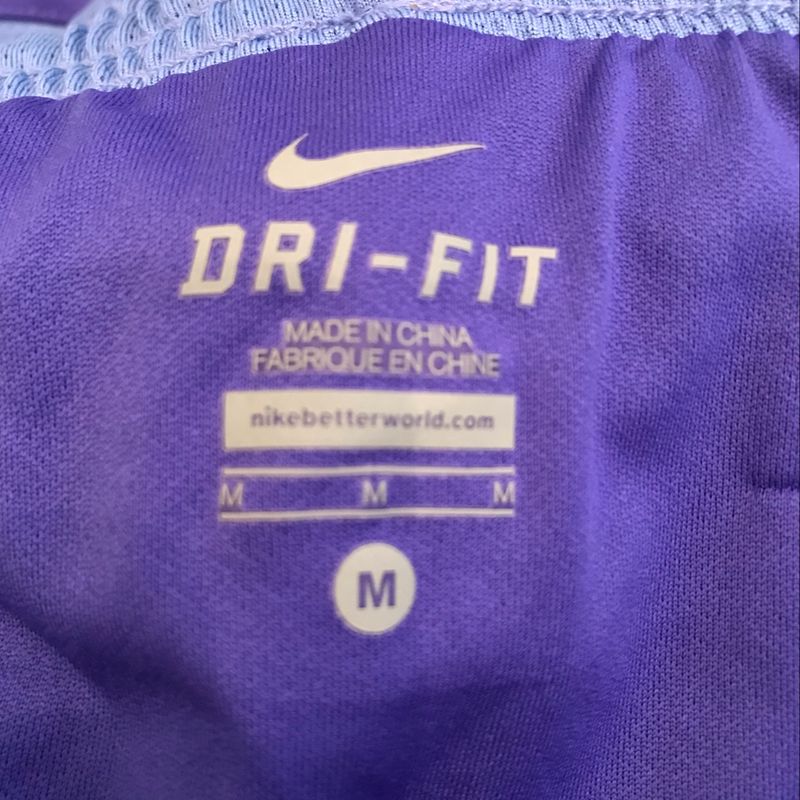 DRI-FIT
MADE IN CHINA
FABRIQUE EN CHINE
nikebetterworld.com
M M M
M